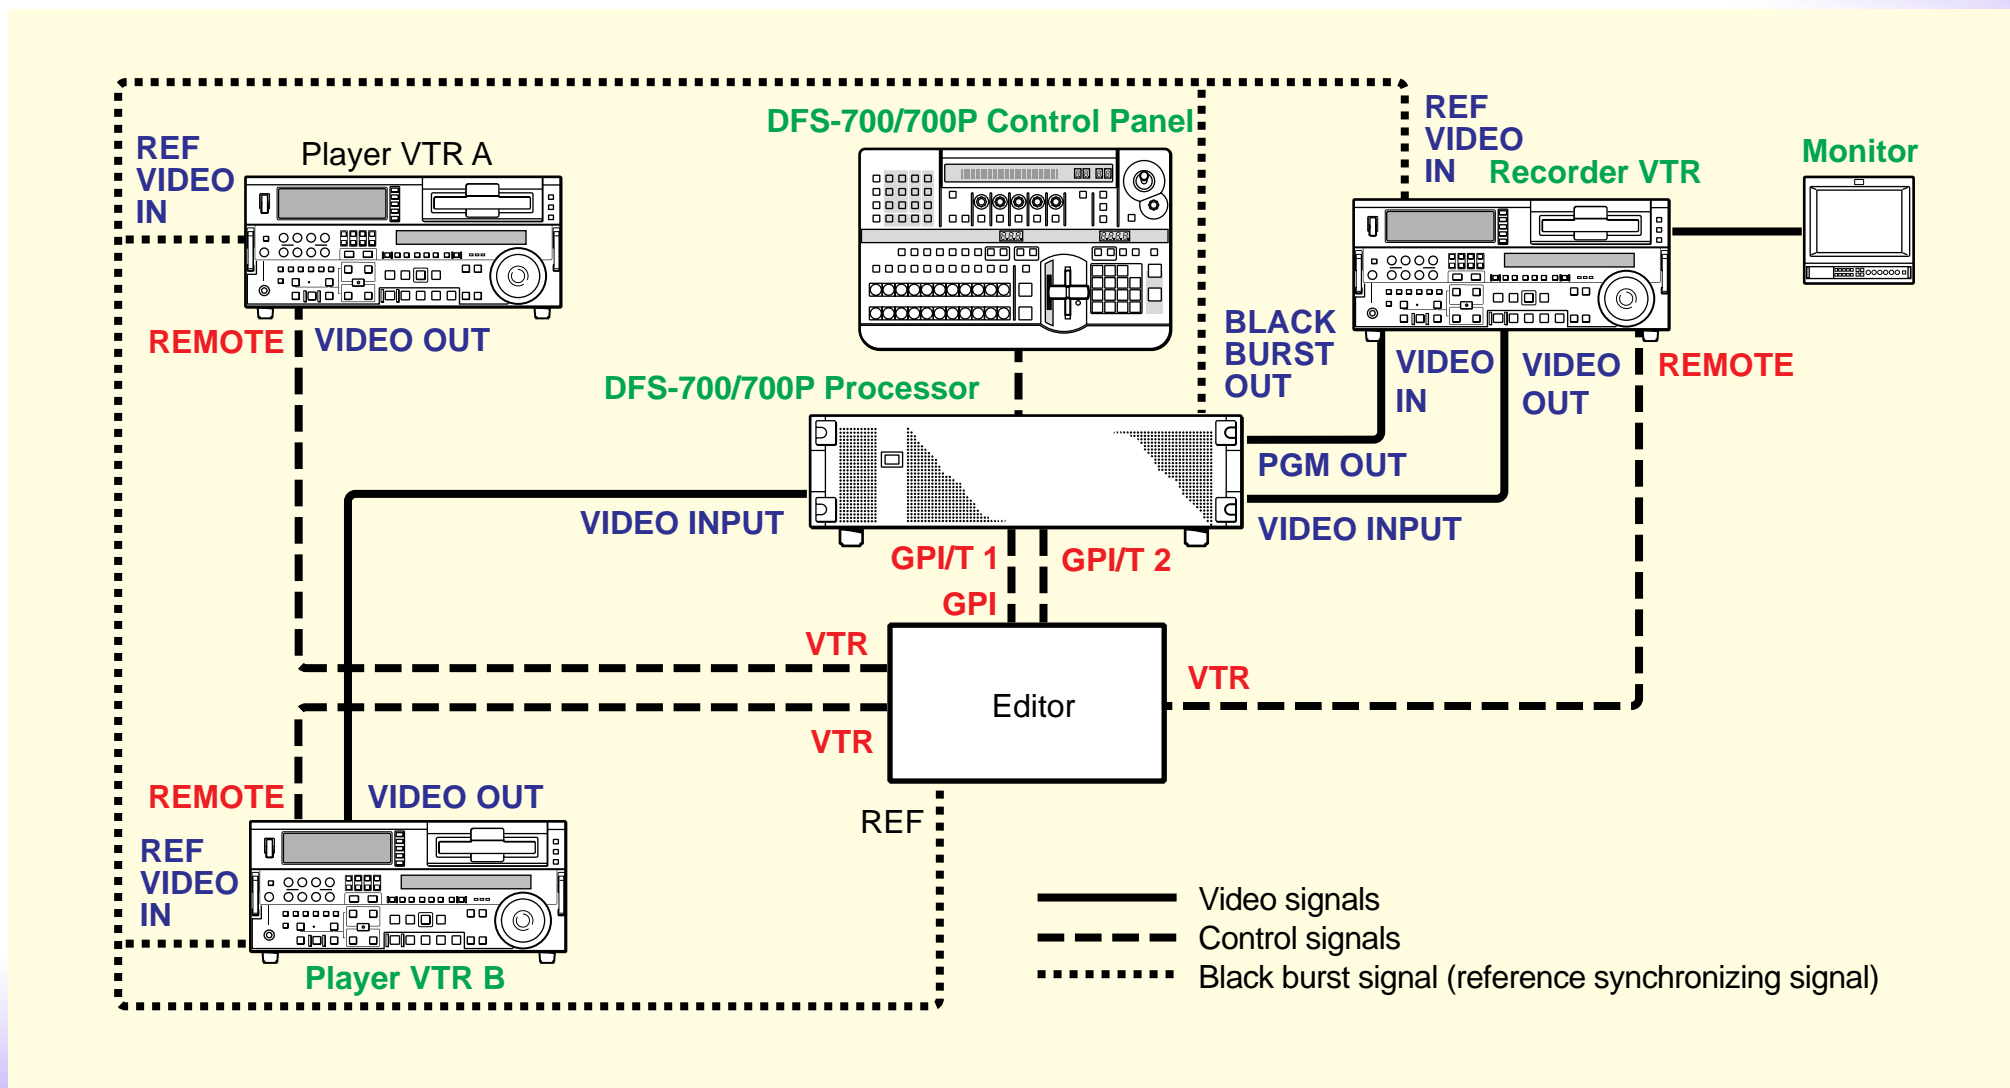 DFS-700/700P Control Panel
REF
VIDEO
IN
Player VTR A
REF
VIDEO
IN
Recorder VTR
Monitor
REMOTE
VIDEO OUT
BLACK
BURST
OUT
VIDEO
IN
VIDEO
OUT
REMOTE
DFS-700/700P Processor
PGM OUT
VIDEO INPUT
VIDEO INPUT
GPI/T 1
GPI/T 2
GPI
VTR
VTR
Editor
VTR
REMOTE
VIDEO OUT
REF
REF
VIDEO
IN
Player VTR B
Video signals
Control signals
Black burst signal (reference synchronizing signal)